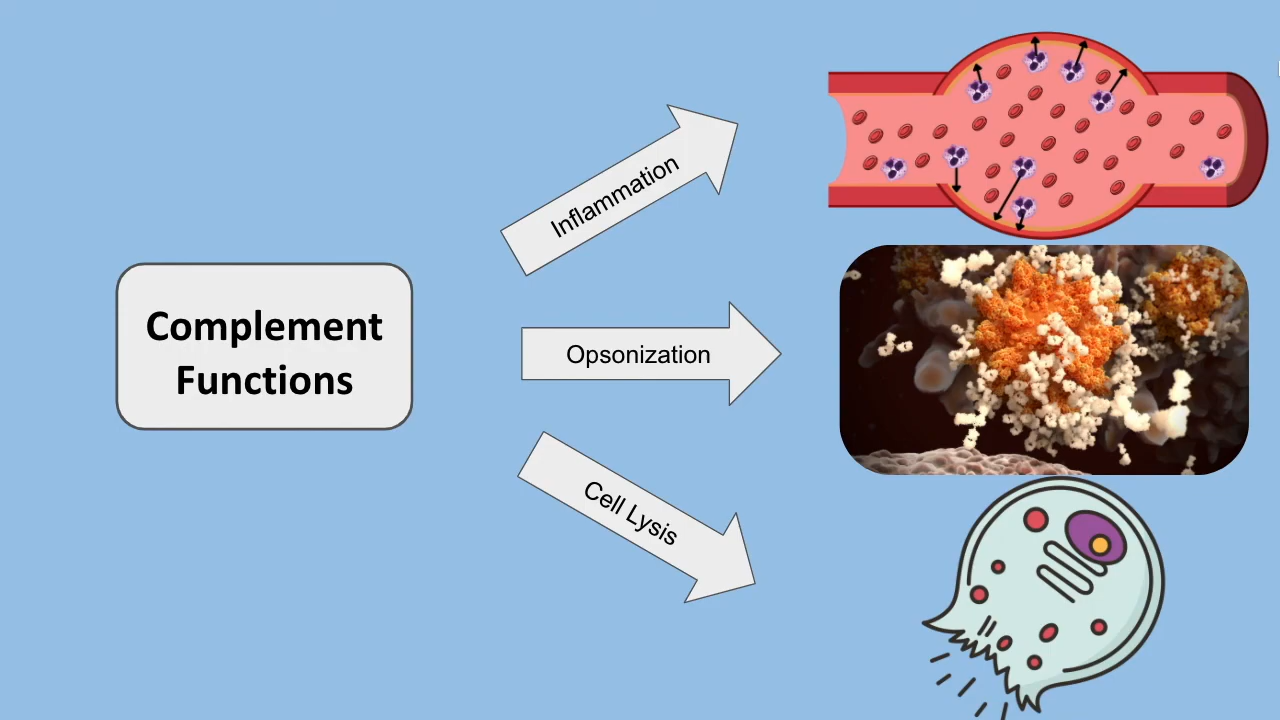 Complement
Functions
Inflammation
Opsonization
Cell Lysis